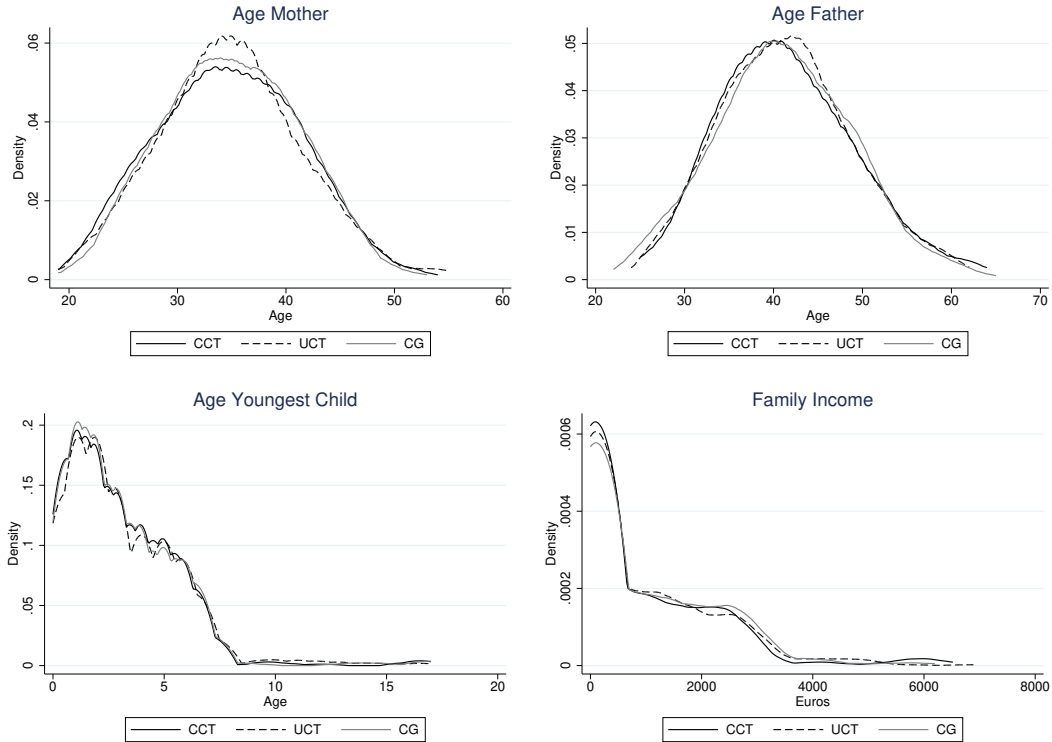 Age Mother
.06
.04
.02
0
Density
20 30 40 50 60
Age
CCT UCT CG
Age Father
.05
.04
.03
.02
.01
0
Density
20 30 40 50 60 70
Age
CCT UCT CG
Age Youngest Child
.2
.15
.1
.05
0
Density
0 5 10 15 20
Age
CCT UCT CG
Family Income
.0006
.0004
.0002
0
Density
0 2000 4000 6000 8000
Euros
CCT UCT CG